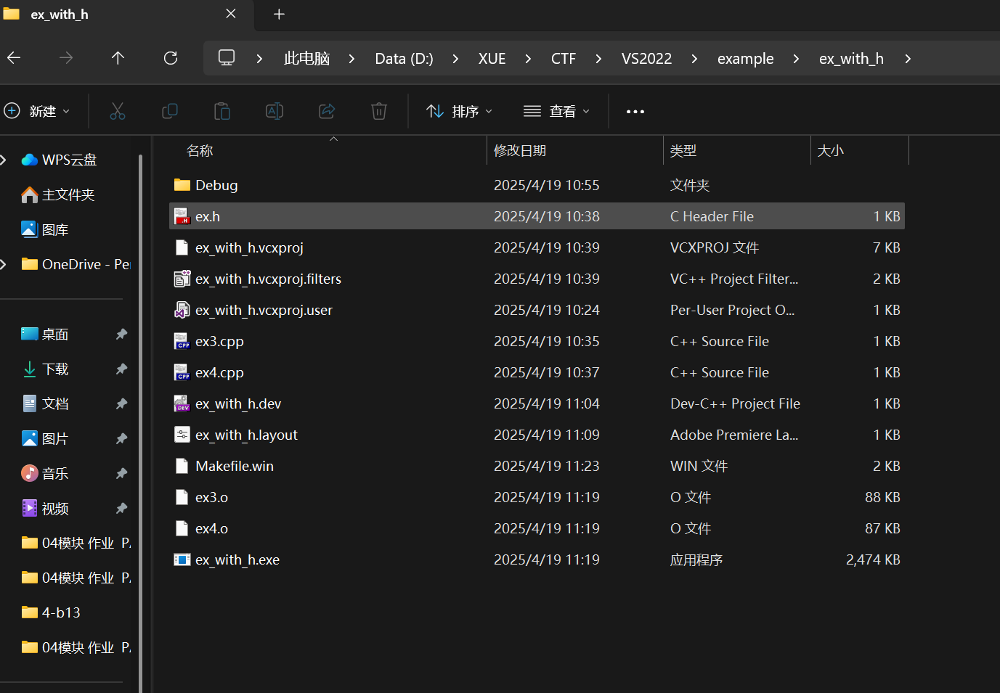 ex_with_h
此电脑 Data (D:) XUE CTF VS2022 example ex_with_h
新建 排序 查看
名称 修改日期 类型 大小
WPS云盘
主文件夹
图库
OneDrive - Per
桌面
下载
文档
图片
音乐
视频
04模块 作业 PA
04模块 作业 PA
4-b13
04模块 作业 PA
Debug 2025/4/19 10:55 文件夹
ex.h 2025/4/19 10:38 C Header File 1 KB
ex_with_h.vcxproj 2025/4/19 10:39 VCXPROJ 文件 7 KB
ex_with_h.vcxproj.filters 2025/4/19 10:39 VC++ Project Filter... 2 KB
ex_with_h.vcxproj.user 2025/4/19 10:24 Per-User Project O... 1 KB
ex3.cpp 2025/4/19 10:35 C++ Source File 1 KB
ex4.cpp 2025/4/19 10:37 C++ Source File 1 KB
ex_with_h.dev 2025/4/19 11:04 Dev-C++ Project File 1 KB
ex_with_h.layout 2025/4/19 11:09 Adobe Premiere La... 1 KB
Makefile.win 2025/4/19 11:23 WIN 文件 2 KB
ex3.o 2025/4/19 11:19 O 文件 88 KB
ex4.o 2025/4/19 11:19 O 文件 87 KB
ex_with_h.exe 2025/4/19 11:19 应用程序 2,474 KB